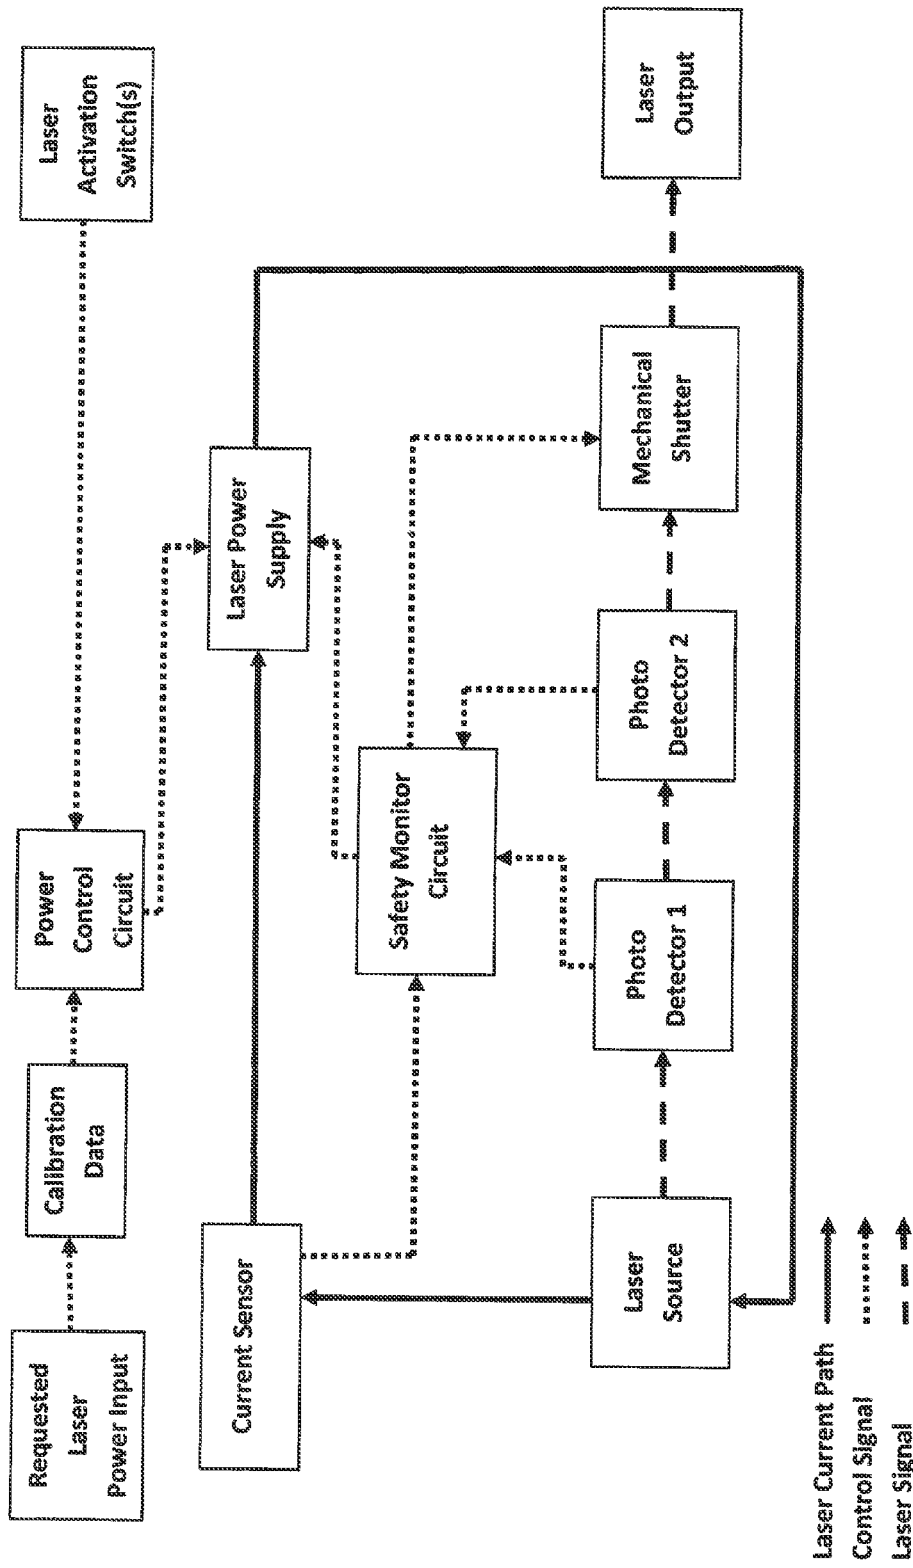 Requested
Laser
Power Input
Calibration
Data
Power
Control
Circuit
Laser
Activation
Switch(s)
Current Sensor
Laser Power
Supply
Safety Monitor
Circuit
Laser
Source
Photo
Detector 1
Photo
Detector 2
Mechanical
Shutter
Laser
Output
Laser Current Path
Control Signal
Laser Signal